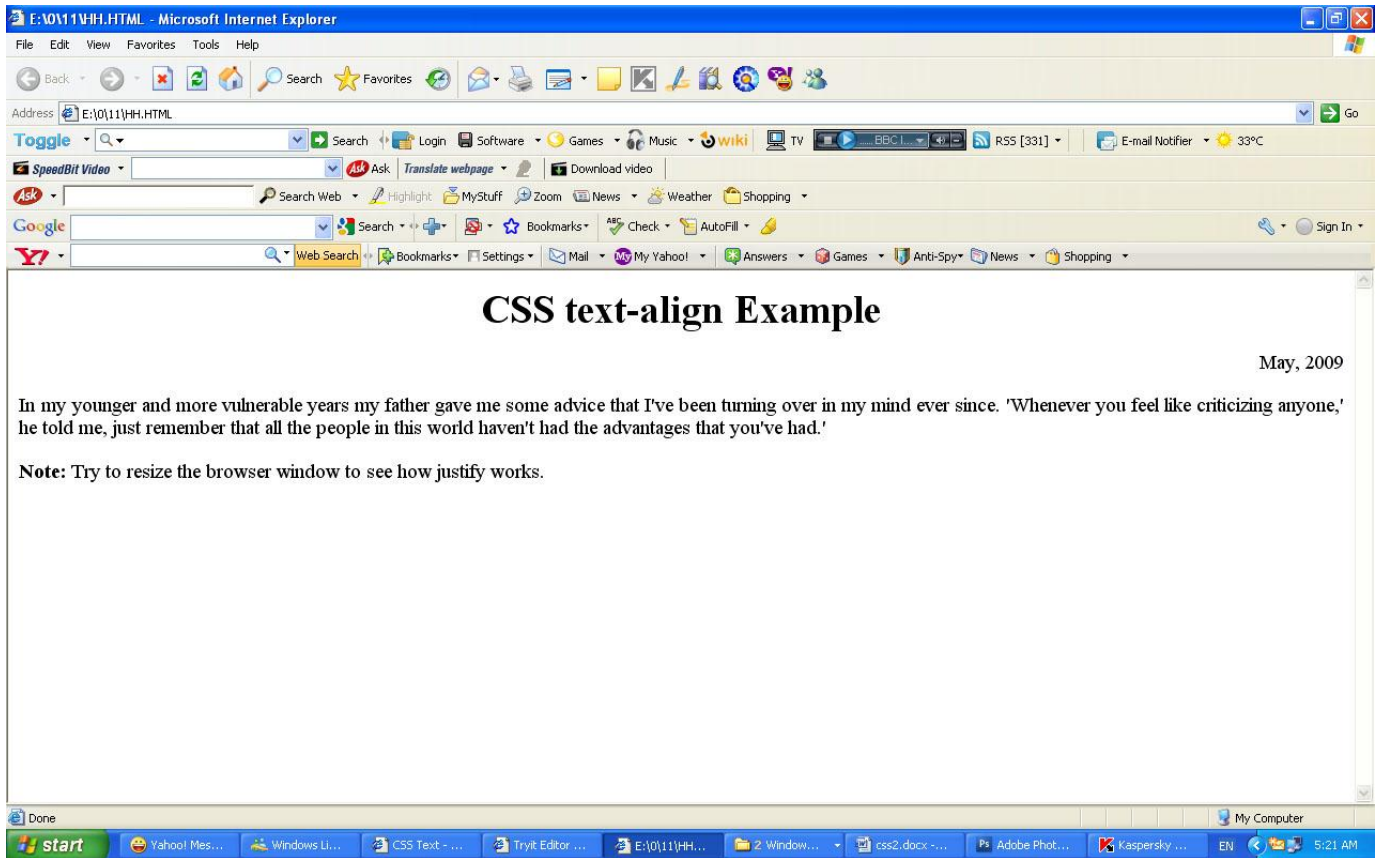 E:\0\11\HH.HTML - Microsoft Internet Explorer
File Edit View Favorites Tools Help
Back Search Favorites
Address E:\0\11\HH.HTML Go
Toggle Search Login Software Games Music wiki TV BBC RSS [331] E-mail Notifier 33°C
SpeedBit Video Ask Translate webpage Download video
Ask Search Web Highlight MyStuff Zoom News Weather Shopping
Google Search Bookmarks ABC Check AutoFill Sign In
Y! Web Search Bookmarks Settings Mail My My Yahoo! Answers Games Anti-Spy News Shopping
CSS text-align Example
May, 2009
In my younger and more vulnerable years my father gave me some advice that I've been turning over in my mind ever since. 'Whenever you feel like criticizing anyone,'
he told me, just remember that all the people in this world haven't had the advantages that you've had.'
Note: Try to resize the browser window to see how justify works.
Done My Computer
start Yahoo! Mes... Windows Li... CSS Text - ... Tryit Editor ... E:\0\11\HH... 2 Window... css2.docx -... Ps Adobe Phot... Kaspersky ... EN 5:21 AM